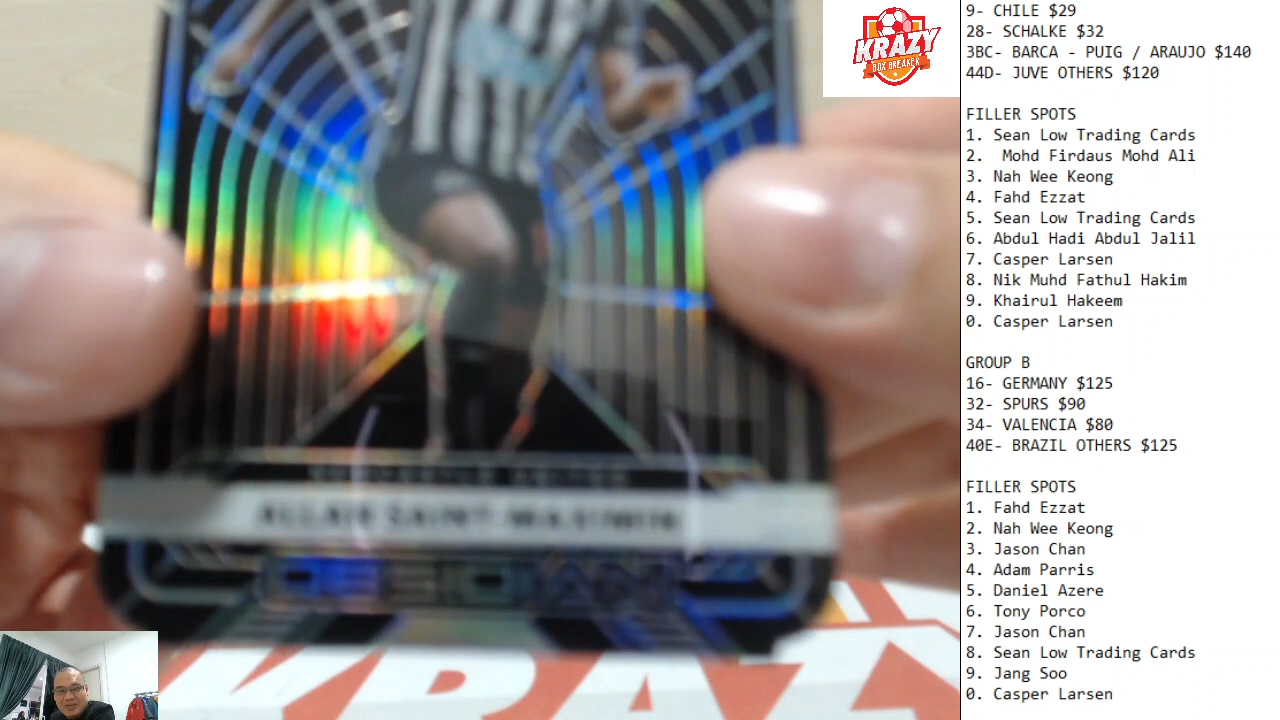 KRAZY
BOX BREAKER
ALLAN SAINT-MAXIMIN
KRAZ
9- CHILE $29
28- SCHALKE $32
3BC- BARCA - PUIG / ARAUJO $140
44D- JUVE OTHERS $120
FILLER SPOTS
1. Sean Low Trading Cards
2.  Mohd Firdaus Mohd Ali
3. Nah Wee Keong
4. Fahd Ezzat
5. Sean Low Trading Cards
6. Abdul Hadi Abdul Jalil
7. Casper Larsen
8. Nik Muhd Fathul Hakim
9. Khairul Hakeem
0. Casper Larsen
GROUP B
16- GERMANY $125
32- SPURS $90
34- VALENCIA $80
40E- BRAZIL OTHERS $125
FILLER SPOTS
1. Fahd Ezzat
2. Nah Wee Keong
3. Jason Chan
4. Adam Parris
5. Daniel Azere
6. Tony Porco
7. Jason Chan
8. Sean Low Trading Cards
9. Jang Soo
0. Casper Larsen